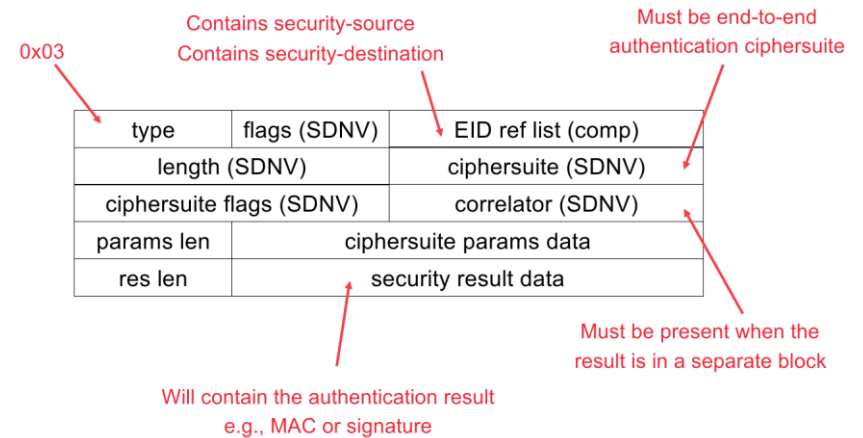 Contains security-source
Contains security-destination
Must be end-to-end
authentication ciphersuite
0x03
type
flags (SDNV)
EID ref list (comp)
length (SDNV)
ciphersuite (SDNV)
ciphersuite flags (SDNV)
correlator (SDNV)
params len
ciphersuite params data
res len
security result data
Must be present when the
result is in a separate block
Will contain the authentication result
e.g., MAC or signature